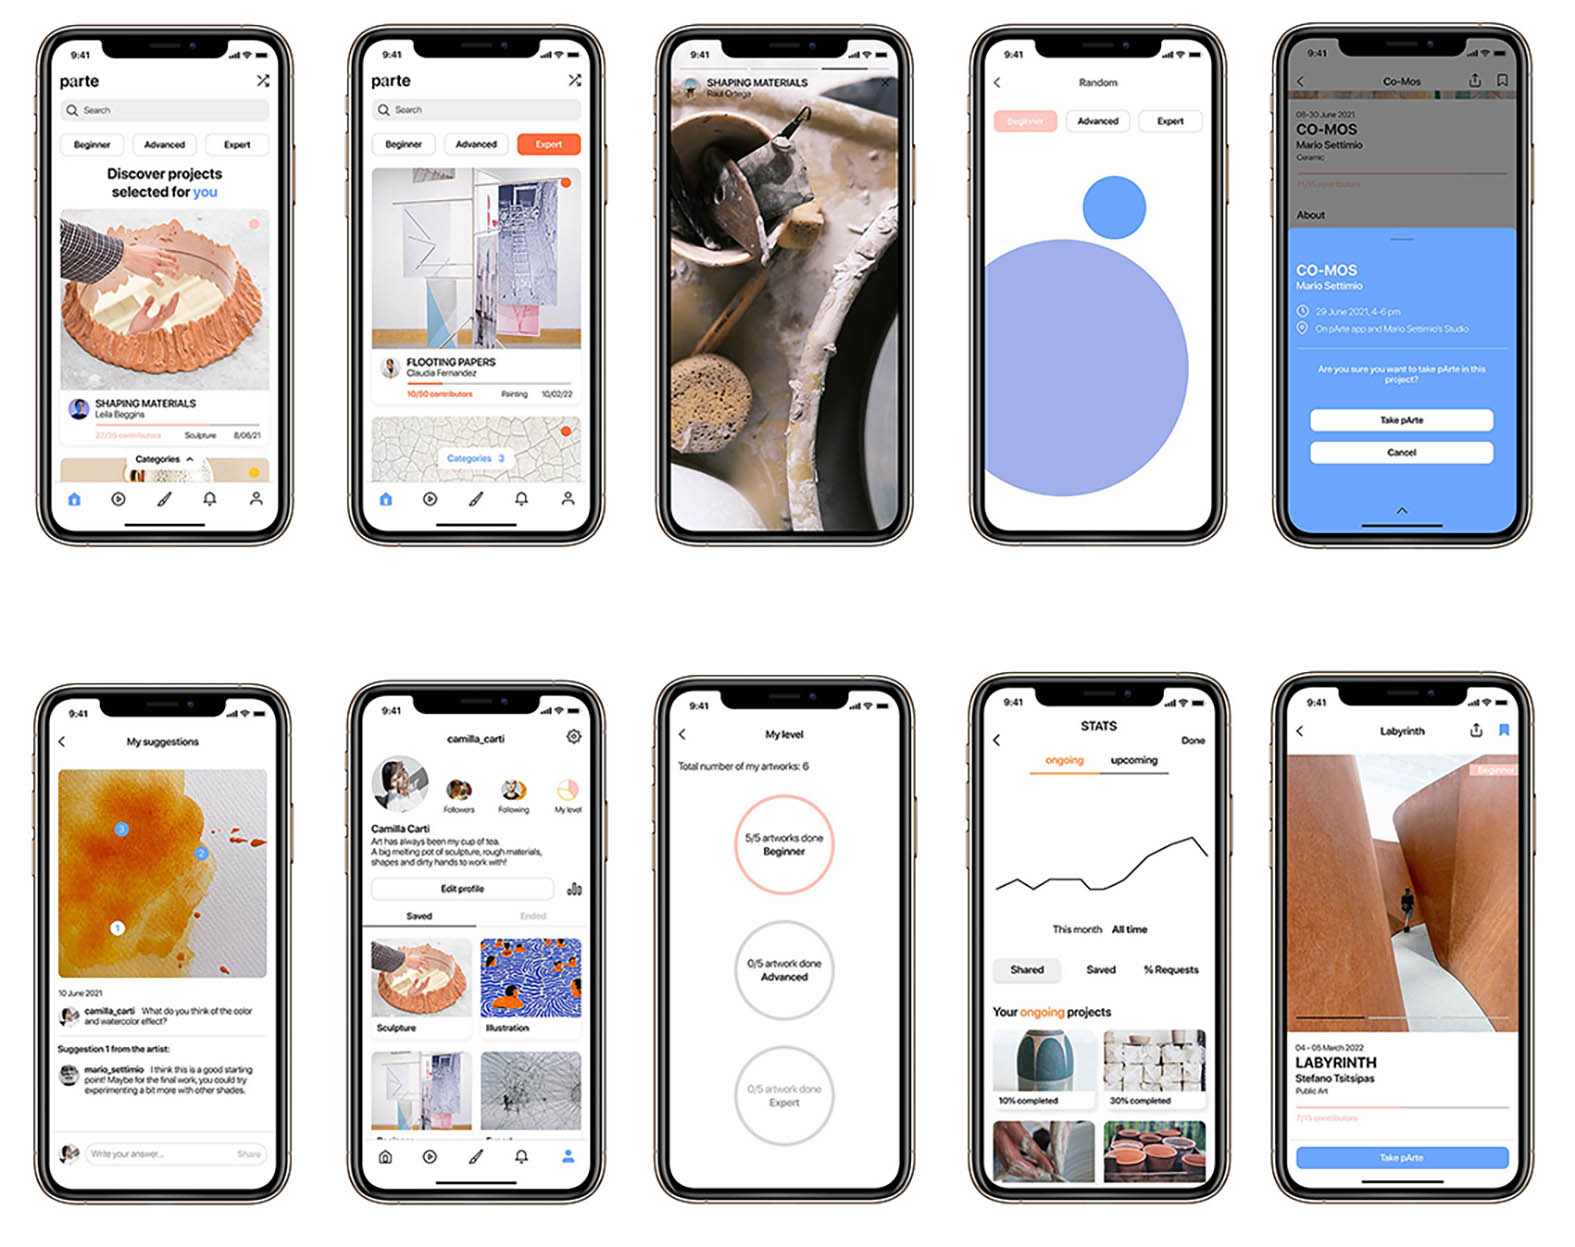 9:41
parte
Search
Beginner
Advanced
Expert
Discover projects
selected for you
SHAPING MATERIALS
Leila Beggins
27/35 contributors
Sculpture
8/06/21
Categories
9:41
parte
Search
Beginner
Advanced
Expert
FLOOTING PAPERS
Claudia Fernandez
10/50 contributors
Painting
10/02/22
Categories 3
9:41
SHAPING MATERIALS
Raul Ortega
9:41
Random
Beginner
Advanced
Expert
9:41
Co-Mos
08-30 June 2021
CO-MOS
Mario Settimio
Ceramic
11/15 contributors
About
CO-MOS
Mario Settimio
29 June 2021, 4-6 pm
On pArte app and Mario Settimio's Studio
Are you sure you want to take pArte in this
project?
Take pArte
Cancel
9:41
My suggestions
3
2
1
10 June 2021
camilla_carti What do you think of the color
and watercolor effect?
Suggestion 1 from the artist:
mario_settimio I think this is a good starting
point! Maybe for the final work, you could try
experimenting a bit more with other shades.
Write your answer...
Share
9:41
camilla_carti
Followers
Following
My level
Camilla Carti
Art has always been my cup of tea.
A big melting pot of sculpture, rough materials,
shapes and dirty hands to work with!
Edit profile
Saved
Ended
Sculpture
Illustration
9:41
My level
Total number of my artworks: 6
5/5 artworks done
Beginner
0/5 artwork done
Advanced
0/5 artwork done
Expert
9:41
STATS
Done
ongoing
upcoming
This month
All time
Shared
Saved
% Requests
Your ongoing projects
10% completed
30% completed
9:41
Labyrinth
Beginner
04 - 05 March 2022
LABYRINTH
Stefano Tsitsipas
Public Art
7/15 contributors
Take pArte